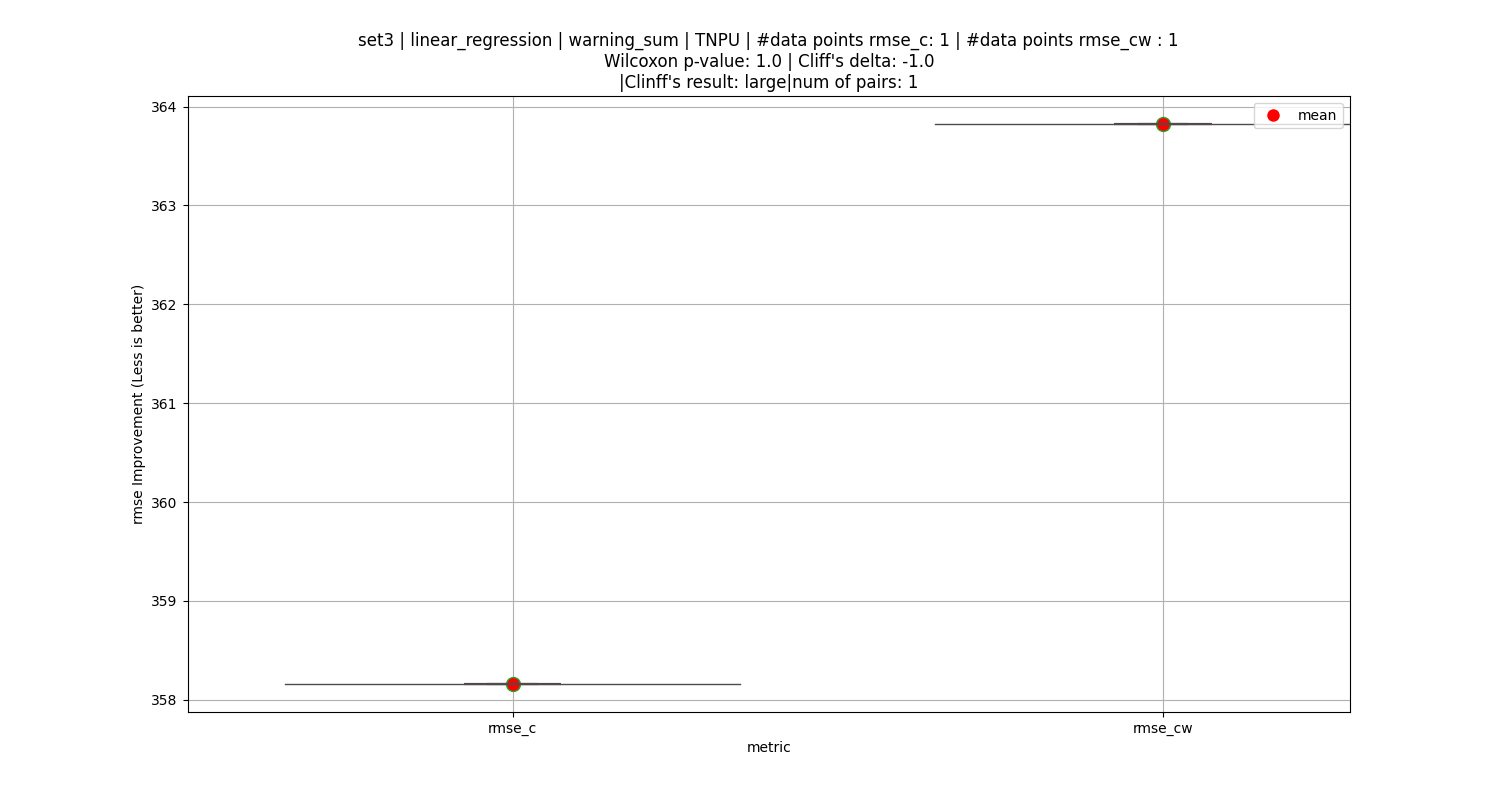 set3 | linear_regression | warning_sum | TNPU | #data points rmse_c: 1 | #data points rmse_cw : 1
Wilcoxon p-value: 1.0 | Cliff's delta: -1.0
|Clinff's result: large|num of pairs: 1
mean
364
363
362
361
360
359
358
rmse Improvement (Less is better)
rmse_c
rmse_cw
metric